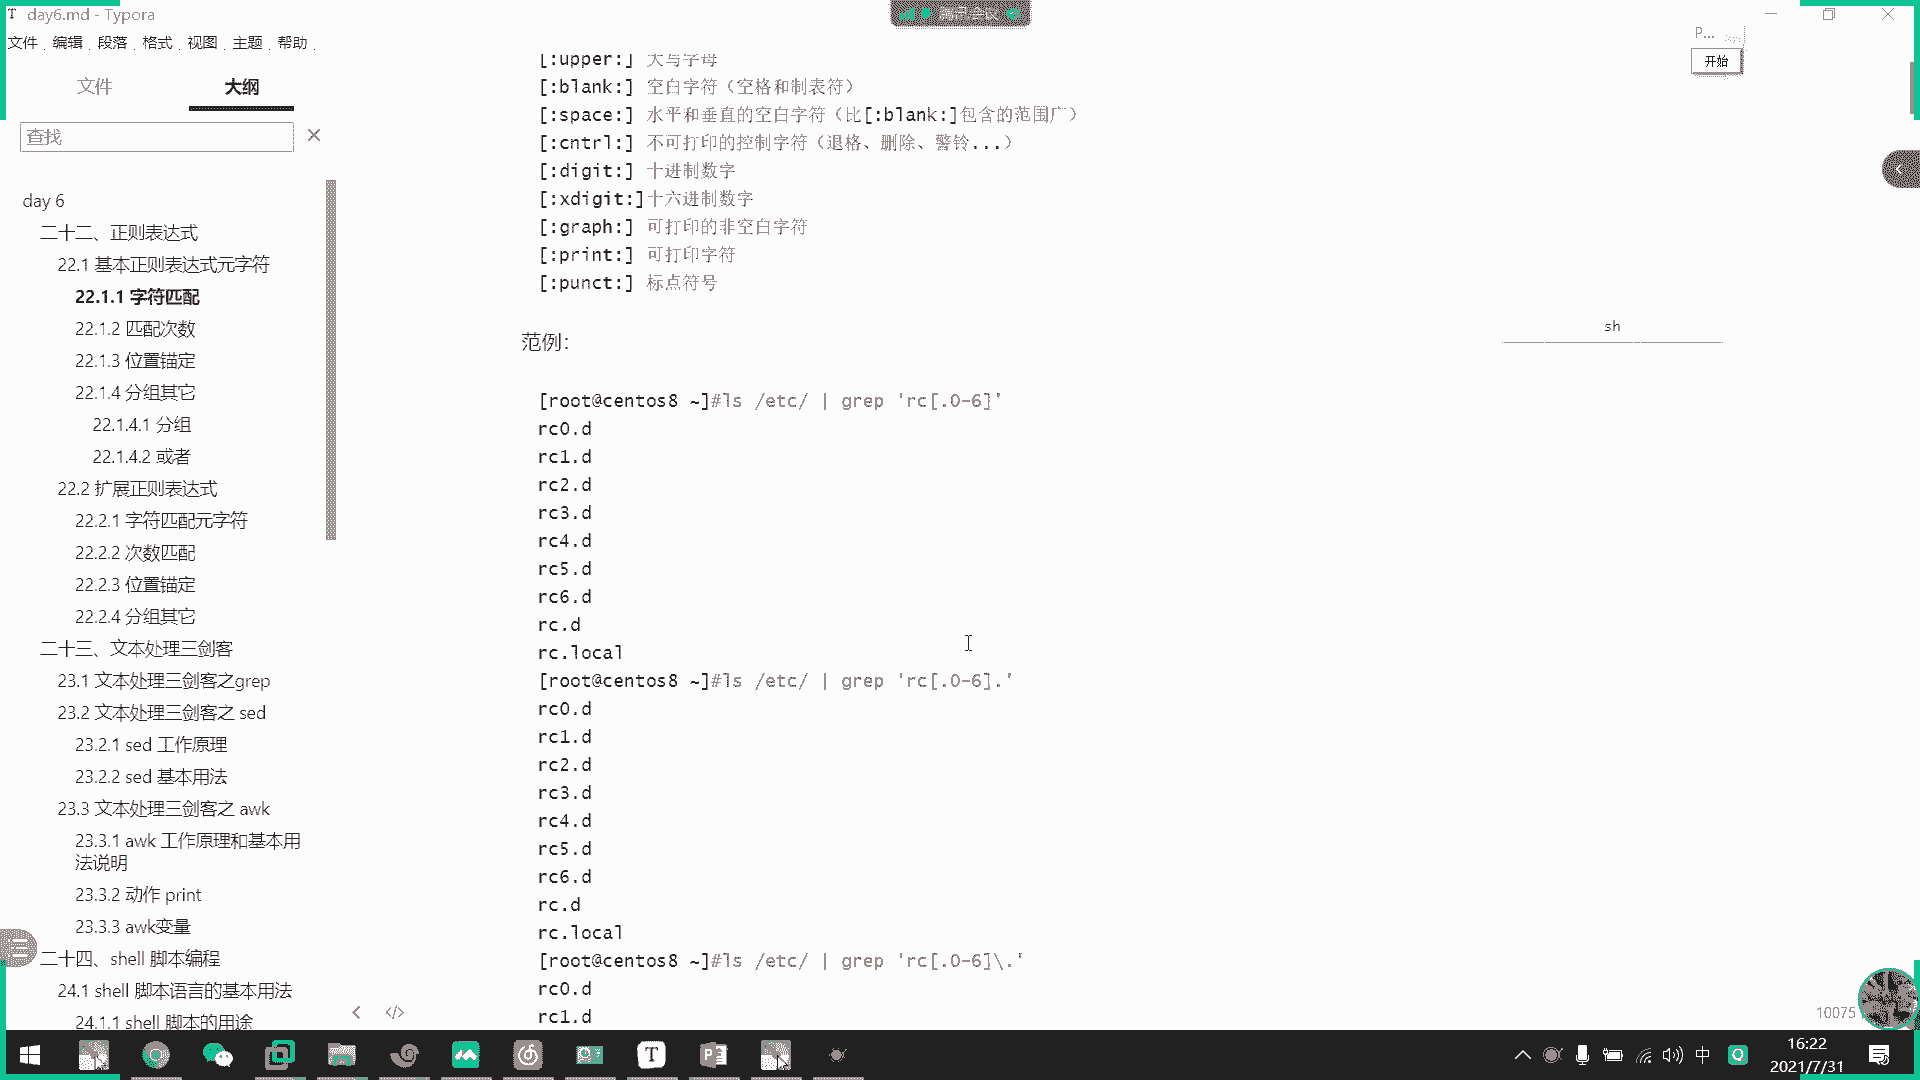 day6.md - Typora
腾讯会议
文件 编辑 段落 格式 视图 主题 帮助
P...
开始
文件 大纲
查找
day 6
二十二、正则表达式
22.1 基本正则表达式元字符
22.1.1 字符匹配
22.1.2 匹配次数
22.1.3 位置锚定
22.1.4 分组其它
22.1.4.1 分组
22.1.4.2 或者
22.2 扩展正则表达式
22.2.1 字符匹配元字符
22.2.2 次数匹配
22.2.3 位置锚定
22.2.4 分组其它
二十三、文本处理三剑客
23.1 文本处理三剑客之grep
23.2 文本处理三剑客之 sed
23.2.1 sed 工作原理
23.2.2 sed 基本用法
23.3 文本处理三剑客之 awk
23.3.1 awk 工作原理和基本用
法说明
23.3.2 动作 print
23.3.3 awk变量
二十四、shell 脚本编程
24.1 shell 脚本语言的基本用法
24.1.1 shell 脚本的用途
[:upper:] 大写字母
[:blank:] 空白字符（空格和制表符）
[:space:] 水平和垂直的空白字符（比[:blank:]包含的范围广）
[:cntrl:] 不可打印的控制字符（退格、删除、警铃...）
[:digit:] 十进制数字
[:xdigit:]十六进制数字
[:graph:] 可打印的非空白字符
[:print:] 可打印字符
[:punct:] 标点符号
范例：
sh
[root@centos8 ~]#ls /etc/ | grep 'rc[.0-6]'
rc0.d
rc1.d
rc2.d
rc3.d
rc4.d
rc5.d
rc6.d
rc.d
rc.local
[root@centos8 ~]#ls /etc/ | grep 'rc[.0-6].'
rc0.d
rc1.d
rc2.d
rc3.d
rc4.d
rc5.d
rc6.d
rc.d
rc.local
[root@centos8 ~]#ls /etc/ | grep 'rc[.0-6]\.'
rc0.d
rc1.d
10075
中
16:22
2021/7/31